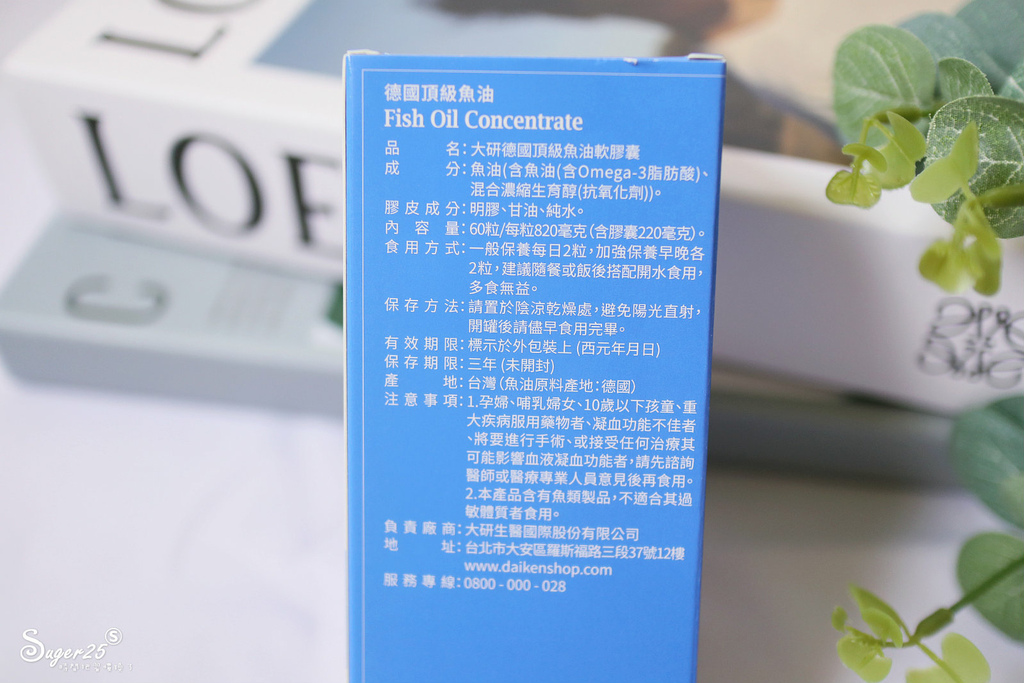 德國頂級魚油
Fish Oil Concentrate
品名：大研德國頂級魚油軟膠囊
成分：魚油(含魚油(含Omega-3脂肪酸)、
混合濃縮生育醇(抗氧化劑))。
膠皮成分：明膠、甘油、純水。
內容量：60粒/每粒820毫克(含膠囊220毫克)。
食用方式：一般保養每日2粒，加強保養早晚各
2粒，建議隨餐或飯後搭配開水食用，
多食無益。
保存方法：請置於陰涼乾燥處，避免陽光直射，
開罐後請儘早食用完畢。
有效期限：標示於外包裝上 (西元年月日)
保存期限：三年 (未開封)
產地：台灣（魚油原料產地：德國）
注意事項：1.孕婦、哺乳婦女、10歲以下孩童、重
大疾病服用藥物者、凝血功能不佳者
、將要進行手術、或接受任何治療其
可能影響血液凝血功能者，請先諮詢
醫師或醫療專業人員意見後再食用。
2.本產品含有魚類製品，不適合其過
敏體質者食用。
負責廠商：大研生醫國際股份有限公司
地址：台北市大安區羅斯福路三段37號12樓
www.daikenshop.com
服務專線：0800 - 000 - 028
LO
LOE
C
Suger25 S